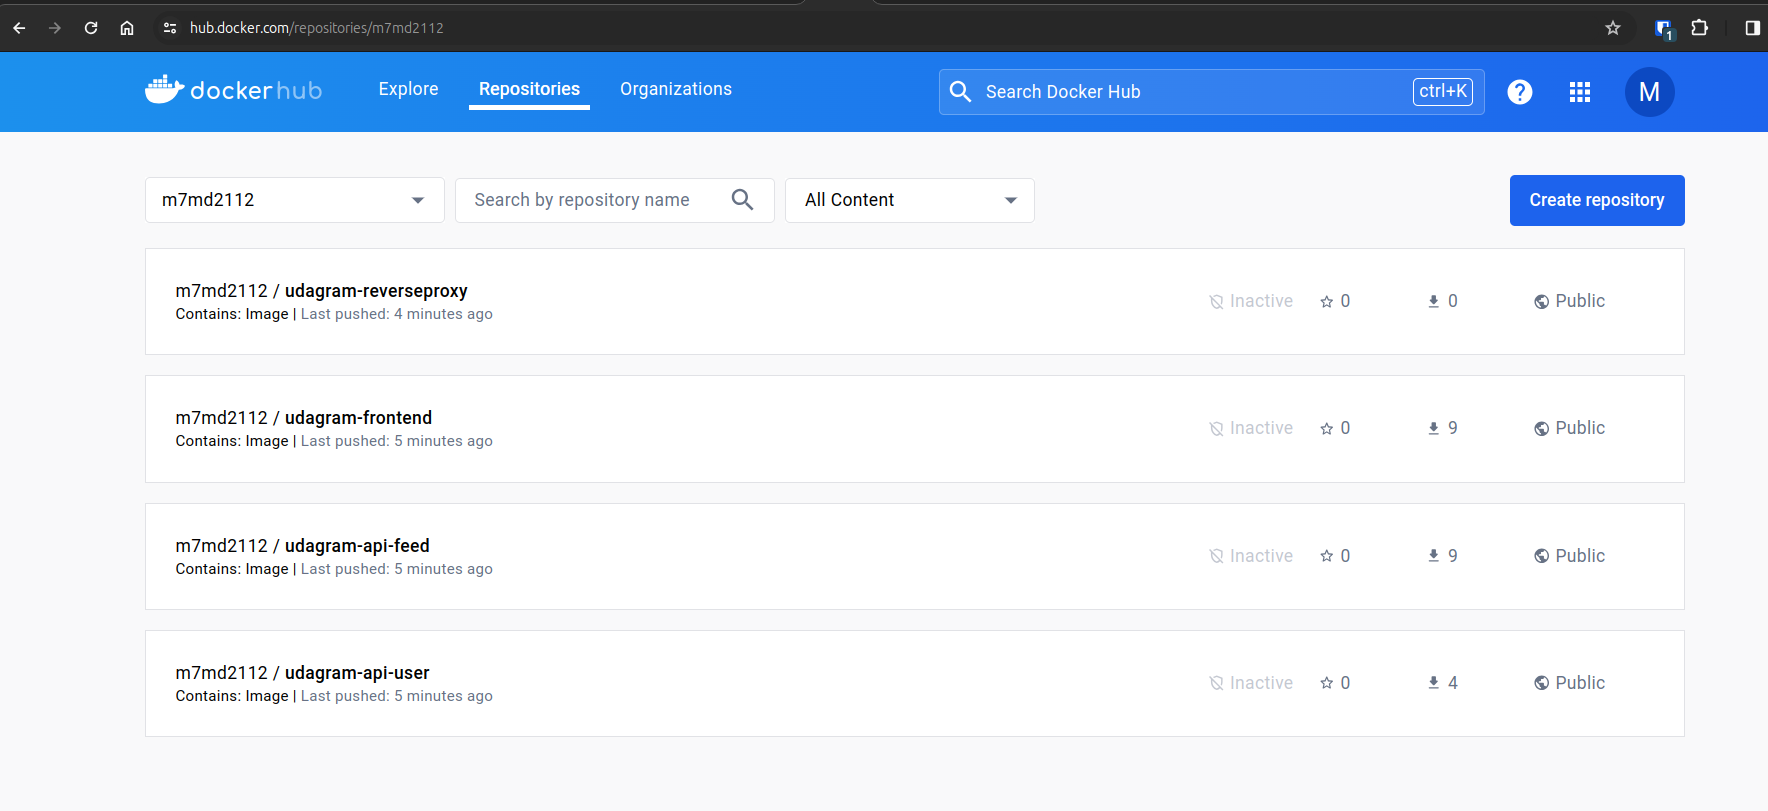 hub.docker.com/repositories/m7md2112
1
dockerhub Explore Repositories Organizations Search Docker Hub ctrl+K ? M
m7md2112 Search by repository name All Content Create repository
m7md2112 / udagram-reverseproxy
Contains: Image | Last pushed: 4 minutes ago
Inactive 0 0 Public
m7md2112 / udagram-frontend
Contains: Image | Last pushed: 5 minutes ago
Inactive 0 9 Public
m7md2112 / udagram-api-feed
Contains: Image | Last pushed: 5 minutes ago
Inactive 0 9 Public
m7md2112 / udagram-api-user
Contains: Image | Last pushed: 5 minutes ago
Inactive 0 4 Public